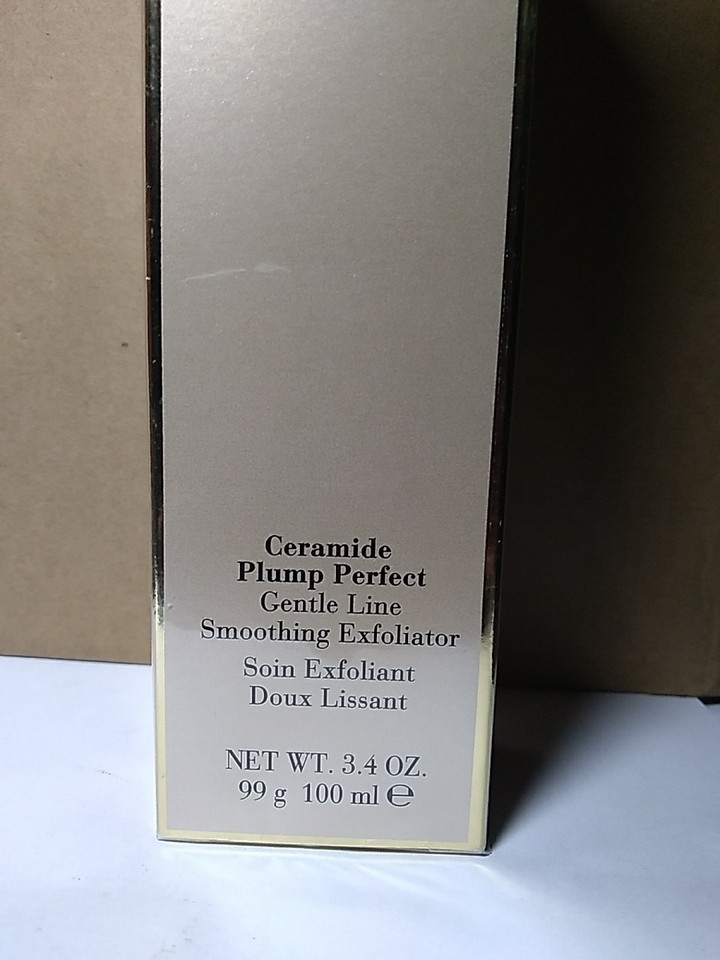 Ceramide
Plump Perfect
Gentle Line
Smoothing Exfoliator
Soin Exfoliant
Doux Lissant
NET WT. 3.4 OZ.
99 g 100 ml ℮